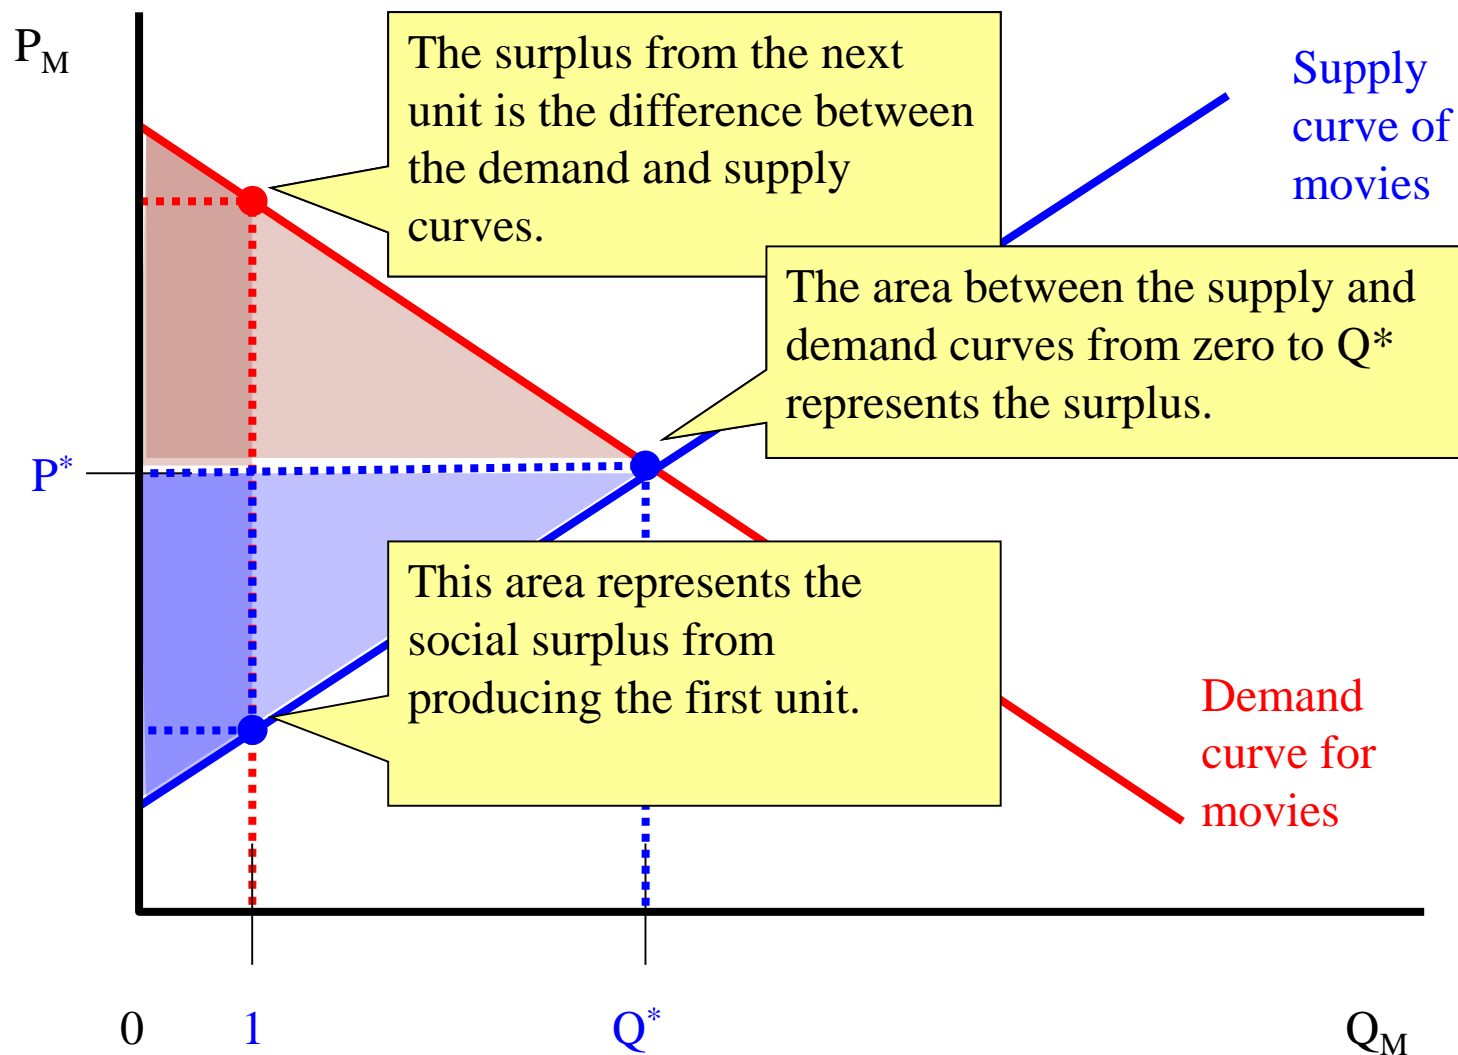 P_M
The surplus from the next
unit is the difference between
the demand and supply
curves.
Supply
curve of
movies
The area between the supply and
demand curves from zero to Q*
represents the surplus.
P*
This area represents the
social surplus from
producing the first unit.
Demand
curve for
movies
0 1 Q* Q_M